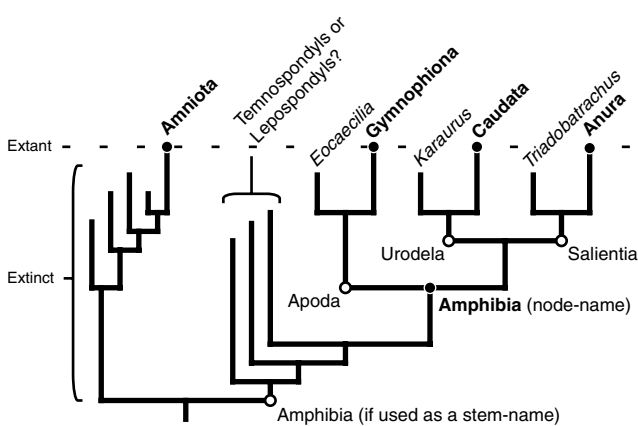 Amniota
Temnospondyls or
Lepospondyls?
Eocaecilia
Gymnophiona
Karaurus
Caudata
Triadobatrachus
Anura
Extant
Urodela
Salientia
Extinct
Apoda
Amphibia (node-name)
Amphibia (if used as a stem-name)